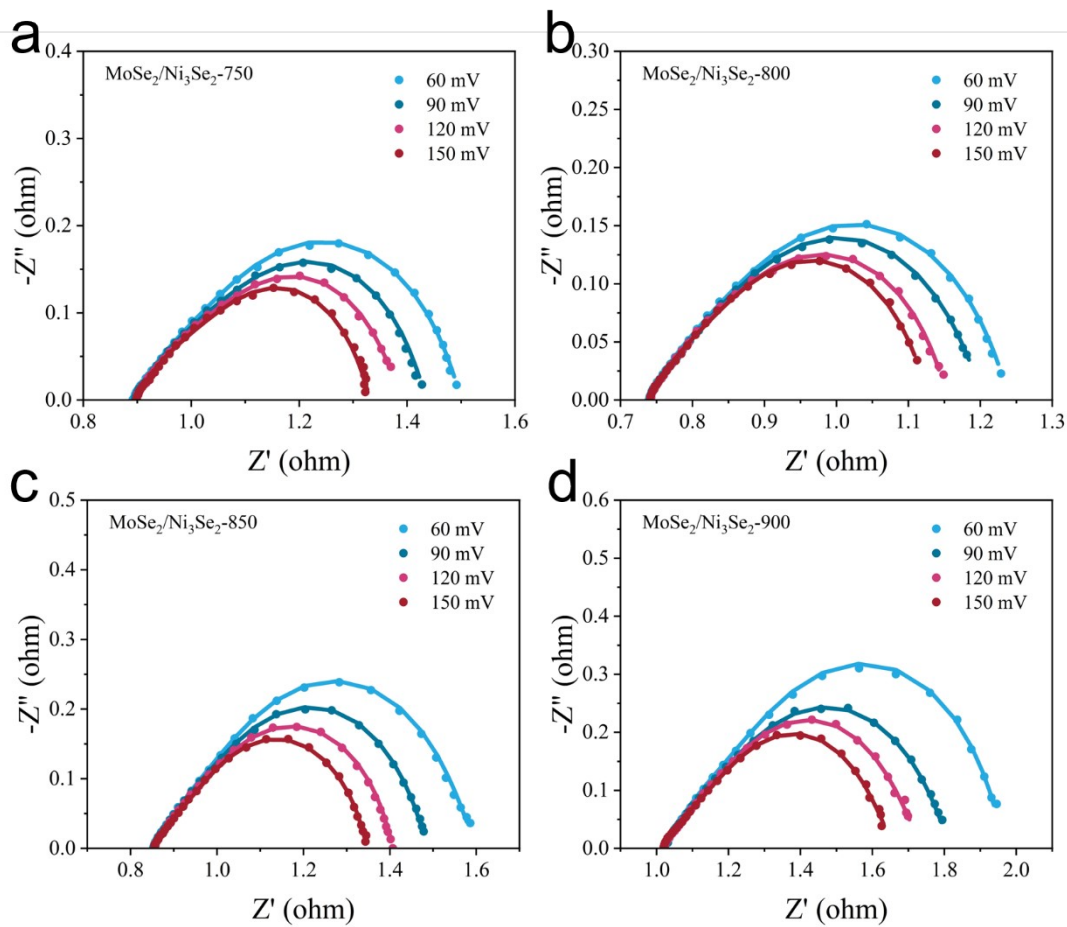 a
MoSe₂/Ni₃Se₂-750
60 mV
90 mV
120 mV
150 mV
-Z" (ohm)
0.4
0.3
0.2
0.1
0.0
0.8 1.0 1.2 1.4 1.6
Z' (ohm)
b
MoSe₂/Ni₃Se₂-800
60 mV
90 mV
120 mV
150 mV
-Z" (ohm)
0.30
0.25
0.20
0.15
0.10
0.05
0.00
0.7 0.8 0.9 1.0 1.1 1.2 1.3
Z' (ohm)
c
MoSe₂/Ni₃Se₂-850
60 mV
90 mV
120 mV
150 mV
-Z" (ohm)
0.5
0.4
0.3
0.2
0.1
0.0
0.8 1.0 1.2 1.4 1.6
Z' (ohm)
d
MoSe₂/Ni₃Se₂-900
60 mV
90 mV
120 mV
150 mV
-Z" (ohm)
0.6
0.5
0.4
0.3
0.2
0.1
0.0
1.0 1.2 1.4 1.6 1.8 2.0
Z' (ohm)